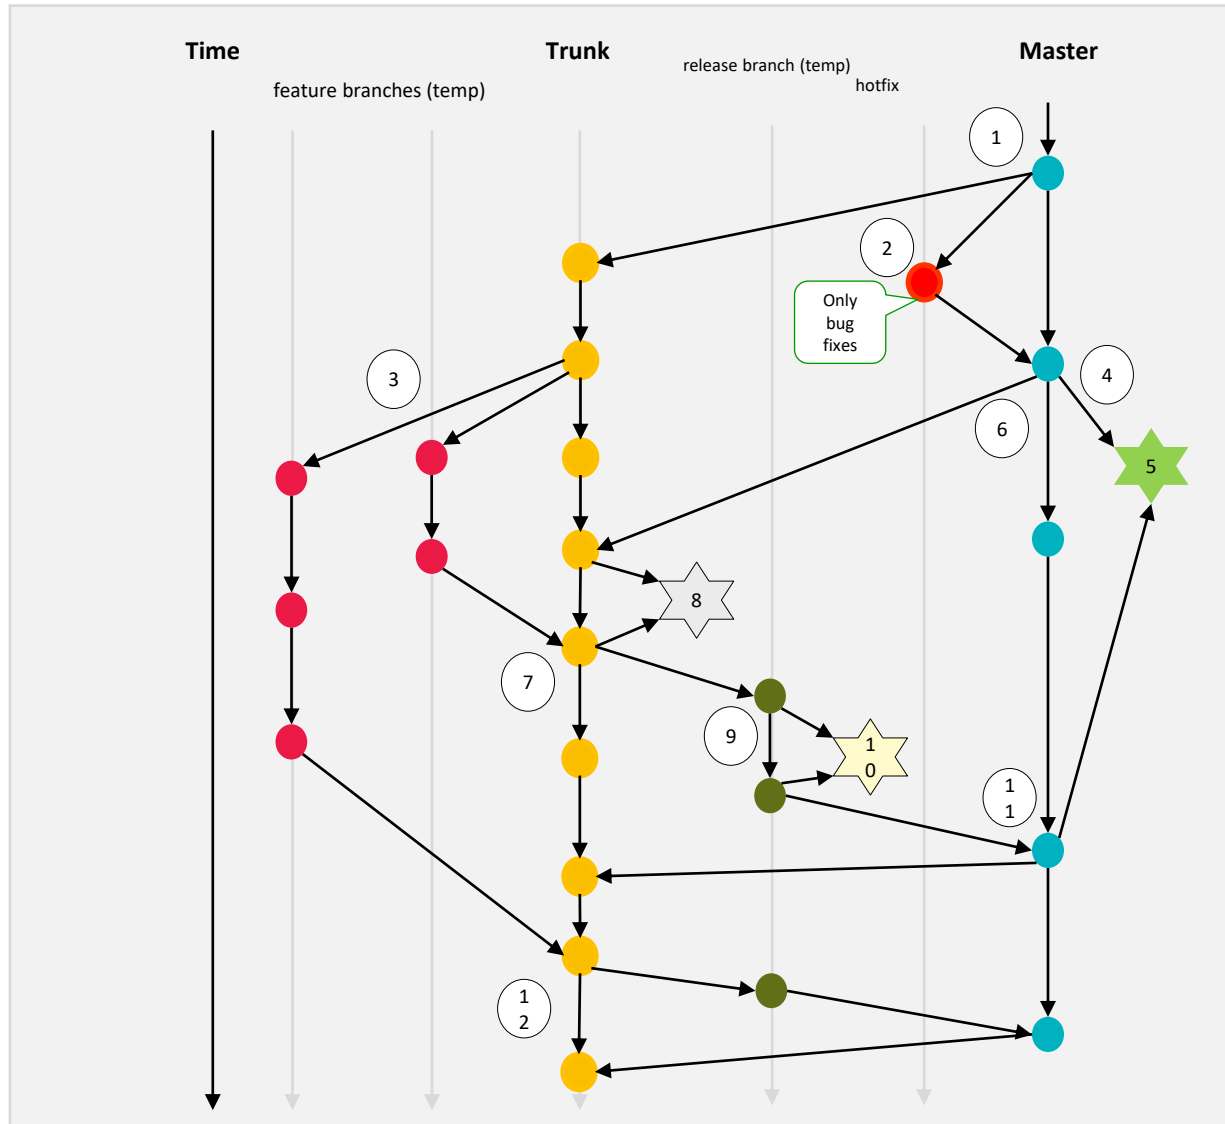 Time
Trunk
Master
release branch (temp)
hotfix
feature branches (temp)
1
2
Only
bug
fixes
3
4
6
5
8
7
9
1
0
1
1
1
2